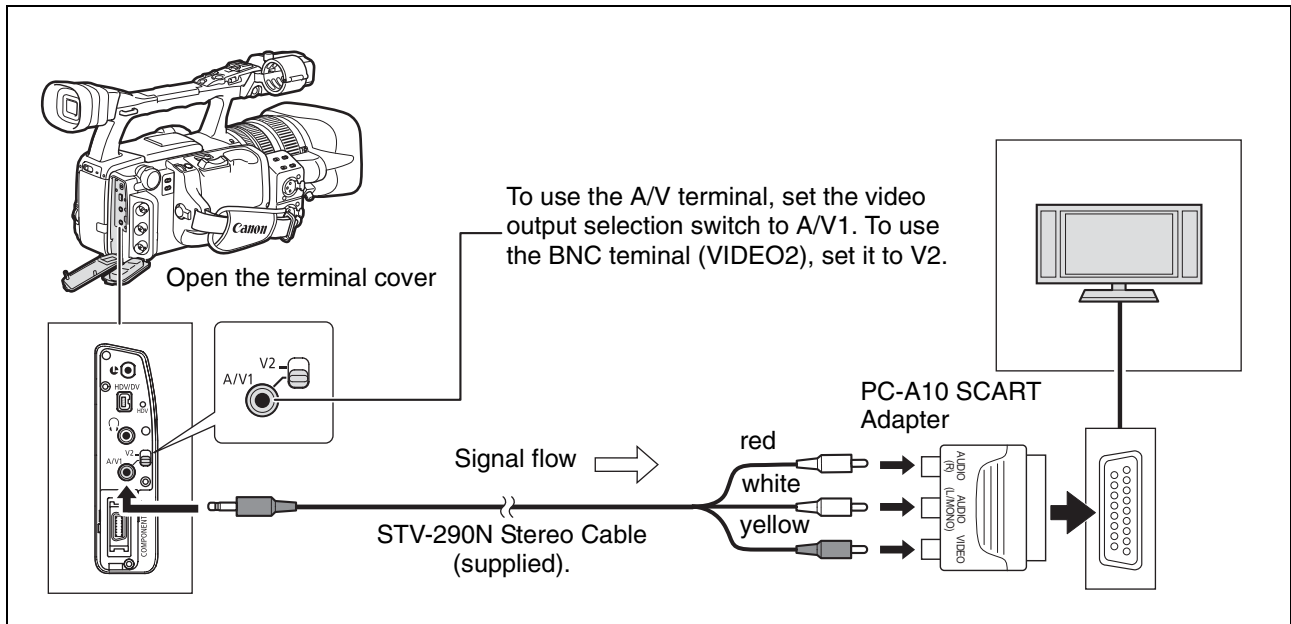 To use the A/V terminal, set the video
output selection switch to A/V1. To use
the BNC teminal (VIDEO2), set it to V2.
Canon
Open the terminal cover
V2
A/V1
HDV/DV
HDV
V2
A/V1
COMPONENT
PC-A10 SCART
Adapter
Signal flow
red
white
yellow
AUDIO
(R)
AUDIO
(L/MONO)
VIDEO
STV-290N Stereo Cable
(supplied).